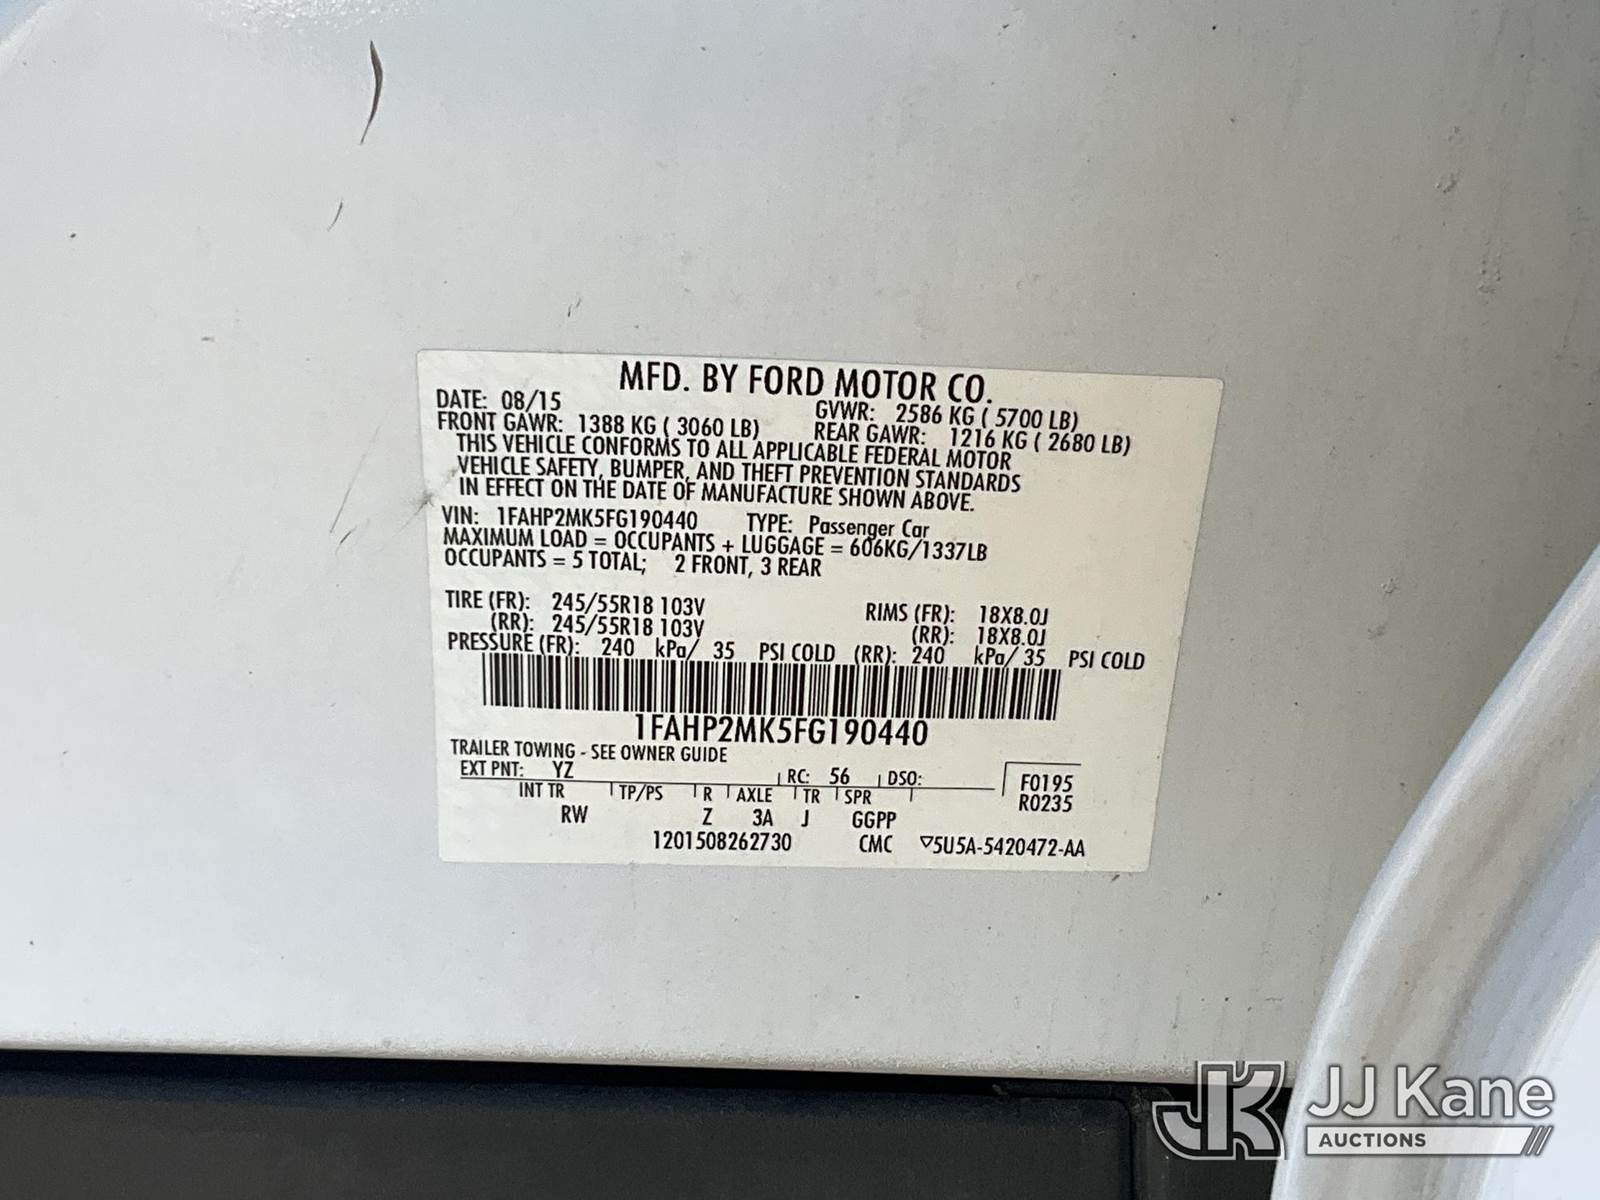 MFD. BY FORD MOTOR CO.
DATE: 08/15 GVWR: 2586 KG ( 5700 LB)
FRONT GAWR: 1388 KG ( 3060 LB) REAR GAWR: 1216 KG ( 2680 LB)
THIS VEHICLE CONFORMS TO ALL APPLICABLE FEDERAL MOTOR
VEHICLE SAFETY, BUMPER, AND THEFT PREVENTION STANDARDS
IN EFFECT ON THE DATE OF MANUFACTURE SHOWN ABOVE.
VIN: 1FAHP2MK5FG190440 TYPE: Passenger Car
MAXIMUM LOAD = OCCUPANTS + LUGGAGE = 606KG/1337LB
OCCUPANTS = 5 TOTAL; 2 FRONT, 3 REAR
TIRE (FR): 245/55R18 103V RIMS (FR): 18X8.0J
(RR): 245/55R18 103V (RR): 18X8.0J
PRESSURE (FR): 240 kPa/ 35 PSI COLD (RR): 240 kPa/ 35 PSI COLD
1FAHP2MK5FG190440
TRAILER TOWING - SEE OWNER GUIDE
EXT PNT: YZ RC: 56 DSO: F0195
INT TR TP/PS R AXLE TR SPR R0235
RW Z 3A J GGPP
1201508262730 CMC ▽5U5A-5420472-AA
JK JJ Kane
AUCTIONS